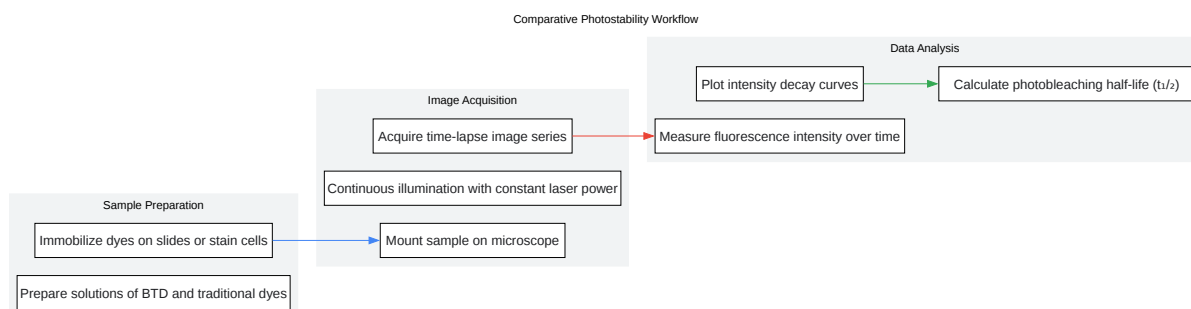 Comparative Photostability Workflow
Data Analysis
Plot intensity decay curves
Calculate photobleaching half-life (t₁/₂)
Measure fluorescence intensity over time
Image Acquisition
Acquire time-lapse image series
Continuous illumination with constant laser power
Mount sample on microscope
Sample Preparation
Immobilize dyes on slides or stain cells
Prepare solutions of BTD and traditional dyes